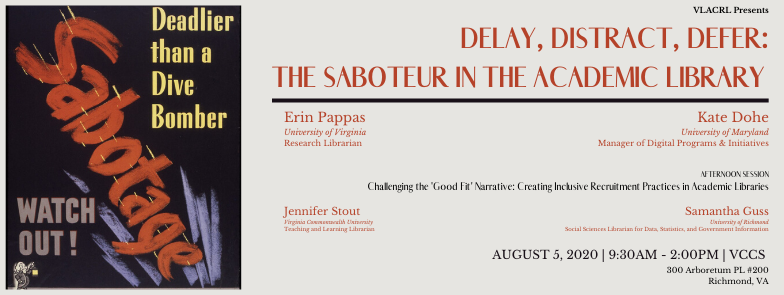 Deadlier
than a
Dive
Bomber
Sabotage
WATCH
OUT!
VLACRL Presents
DELAY, DISTRACT, DEFER:
THE SABOTEUR IN THE ACADEMIC LIBRARY
Erin Pappas
University of Virginia
Research Librarian
Kate Dohe
University of Maryland
Manager of Digital Programs & Initiatives
AFTERNOON SESSION
Challenging the "Good Fit" Narrative: Creating Inclusive Recruitment Practices in Academic Libraries
Jennifer Stout
Virginia Commonwealth University
Teaching and Learning Librarian
Samantha Guss
University of Richmond
Social Sciences Librarian for Data, Statistics, and Government Information
AUGUST 5, 2020 | 9:30AM - 2:00PM | VCCS
300 Arboretum PL #200
Richmond, VA